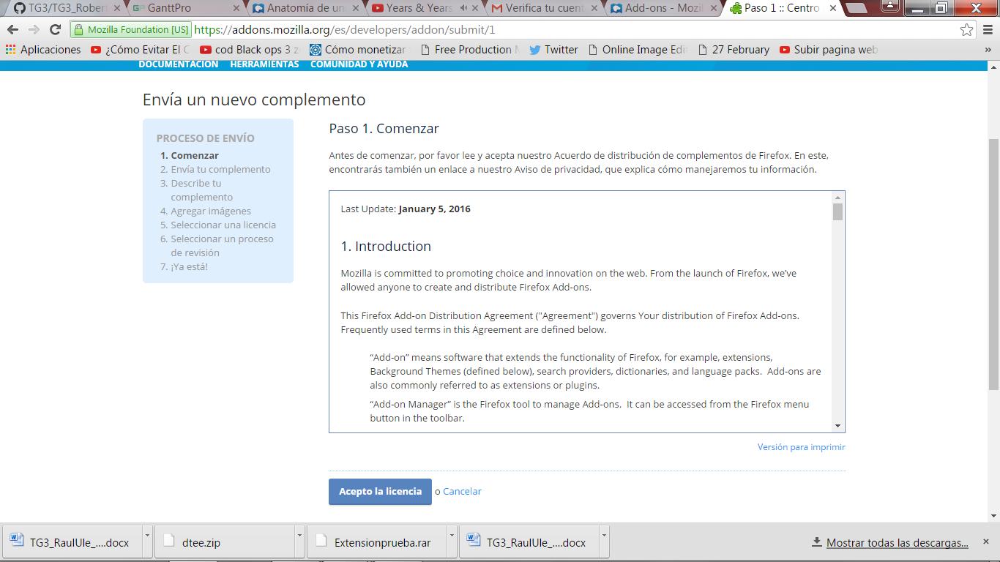 TG3/TG3_Robert
GanttPro
Anatomía de un
Years & Years
Verifica tu cuent
Add-ons - Mozil
Paso 1 :: Centro
Mozilla Foundation [US]
https://addons.mozilla.org/es/developers/addon/submit/1
Aplicaciones
¿Cómo Evitar El C
cod Black ops 3 z
Cómo monetizar
Free Production M
Twitter
Online Image Edi
27 February
Subir pagina web
»
DOCUMENTACIÓN HERRAMIENTAS COMUNIDAD Y AYUDA
Envía un nuevo complemento
PROCESO DE ENVÍO
1. Comenzar
2. Envía tu complemento
3. Describe tu
complemento
4. Agregar imágenes
5. Seleccionar una licencia
6. Seleccionar un proceso
de revisión
7. ¡Ya está!
Paso 1. Comenzar
Antes de comenzar, por favor lee y acepta nuestro Acuerdo de distribución de complementos de Firefox. En este,
encontrarás también un enlace a nuestro Aviso de privacidad, que explica cómo manejaremos tu información.
Last Update: January 5, 2016
1. Introduction
Mozilla is committed to promoting choice and innovation on the web. From the launch of Firefox, we’ve
allowed anyone to create and distribute Firefox Add-ons.
This Firefox Add-on Distribution Agreement ("Agreement") governs Your distribution of Firefox Add-ons.
Frequently used terms in this Agreement are defined below.
“Add-on” means software that extends the functionality of Firefox, for example, extensions,
Background Themes (defined below), search providers, dictionaries, and language packs. Add-ons are
also commonly referred to as extensions or plugins.
“Add-on Manager” is the Firefox tool to manage Add-ons. It can be accessed from the Firefox menu
button in the toolbar.
Versión para imprimir
Acepto la licencia o Cancelar
TG3_RaulUle_....docx
dtee.zip
Extensionprueba.rar
TG3_RaulUle_....docx
Mostrar todas las descargas...